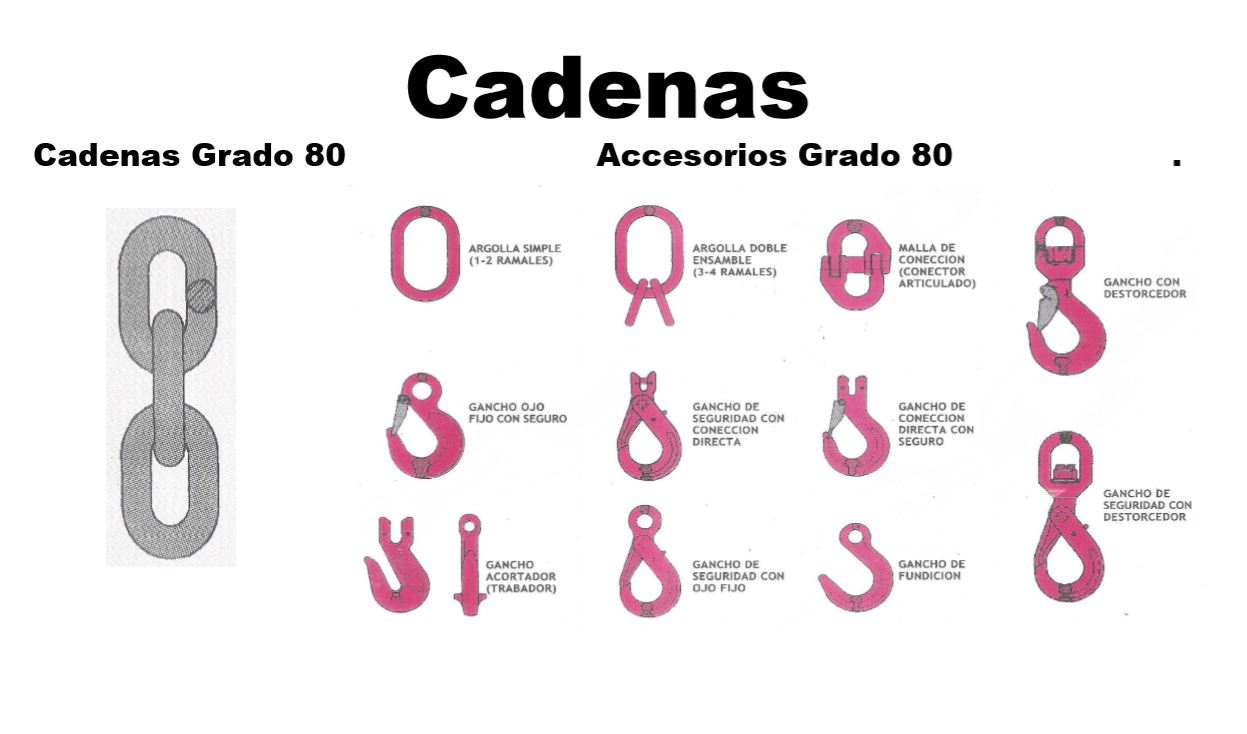 Cadenas
Cadenas Grado 80
Accesorios Grado 80 .
ARGOLLA SIMPLE
(1-2 RAMALES)
ARGOLLA DOBLE
ENSAMBLE
(3-4 RAMALES)
MALLA DE
CONECCION
(CONECTOR
ARTICULADO)
GANCHO CON
DESTORCEDOR
GANCHO OJO
FIJO CON SEGURO
GANCHO DE
SEGURIDAD CON
CONECCION
DIRECTA
GANCHO DE
CONECCION
DIRECTA CON
SEGURO
GANCHO DE
SEGURIDAD CON
DESTORCEDOR
GANCHO
ACORTADOR
(TRABADOR)
GANCHO DE
SEGURIDAD CON
OJO FIJO
GANCHO DE
FUNDICION